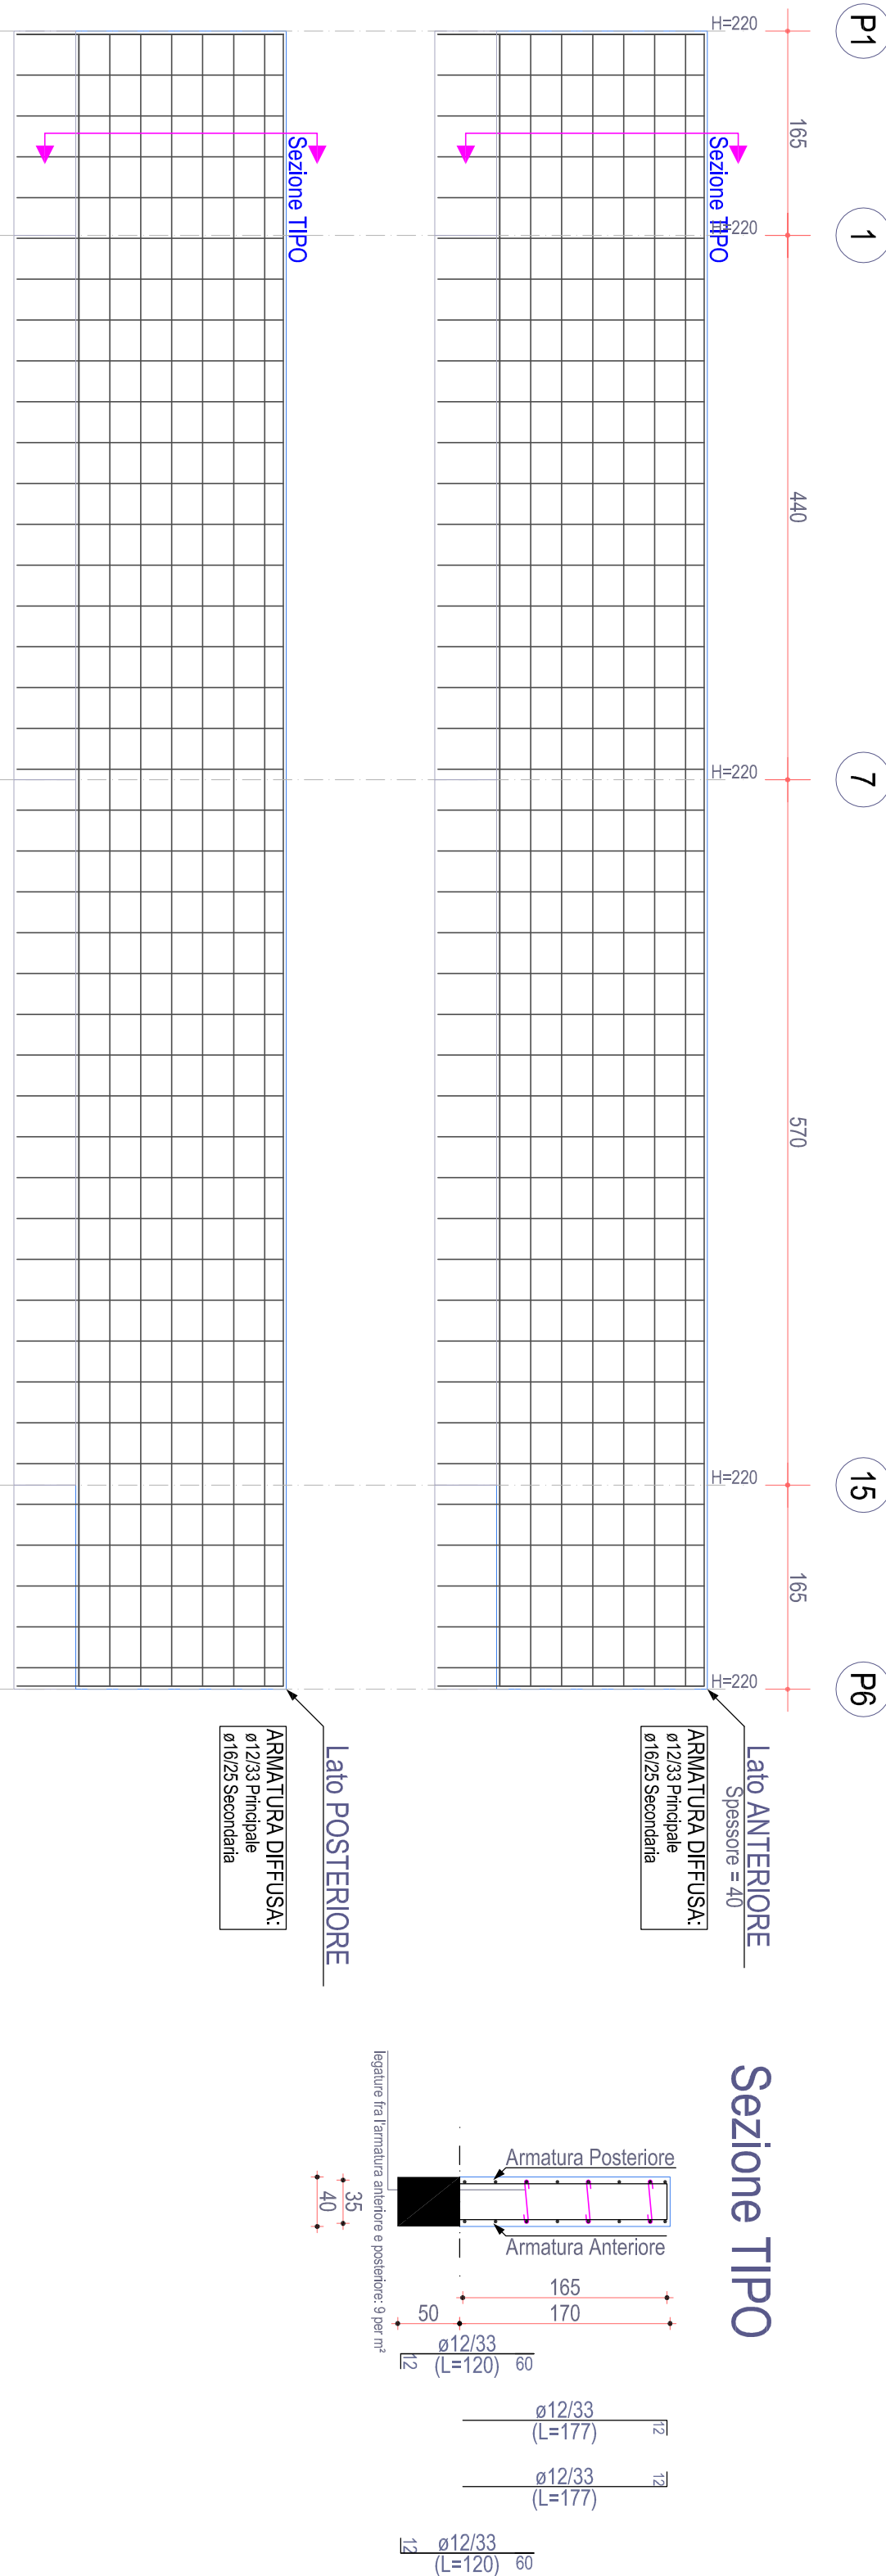 P1
1
7
15
P6
165
440
570
165
H=220
H=220
H=220
H=220
H=220
Sezione TIPO
Sezione TIPO
Lato ANTERIORE
Spessore = 40
ARMATURA DIFFUSA:
ø12/33 Principale
ø16/25 Secondaria
Lato POSTERIORE
ARMATURA DIFFUSA:
ø12/33 Principale
ø16/25 Secondaria
Sezione TIPO
Armatura Posteriore
Armatura Anteriore
legature fra l'armatura anteriore e posteriore: 9 per m²
35
40
165
50
170
ø12/33
12
(L=120)
60
ø12/33
(L=177)
12
ø12/33
(L=177)
12
ø12/33
12
(L=120)
60